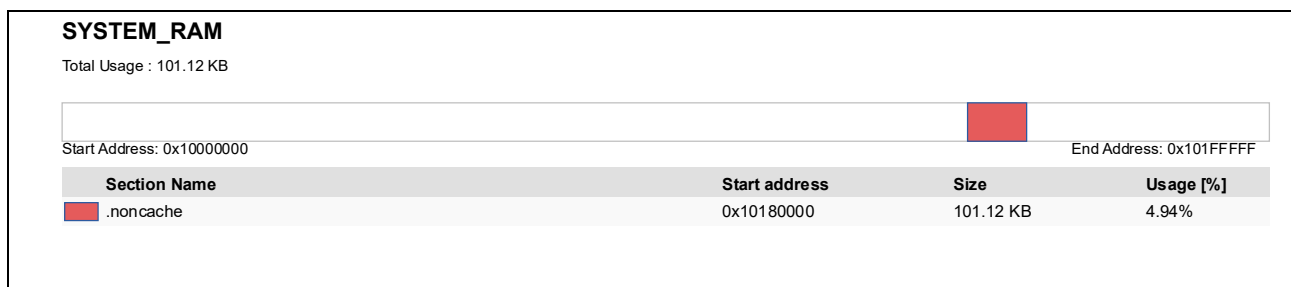 SYSTEM_RAM
Total Usage : 101.12 KB
Start Address: 0x10000000 End Address: 0x101FFFFF
Section Name Start address Size Usage [%]
.noncache 0x10180000 101.12 KB 4.94%